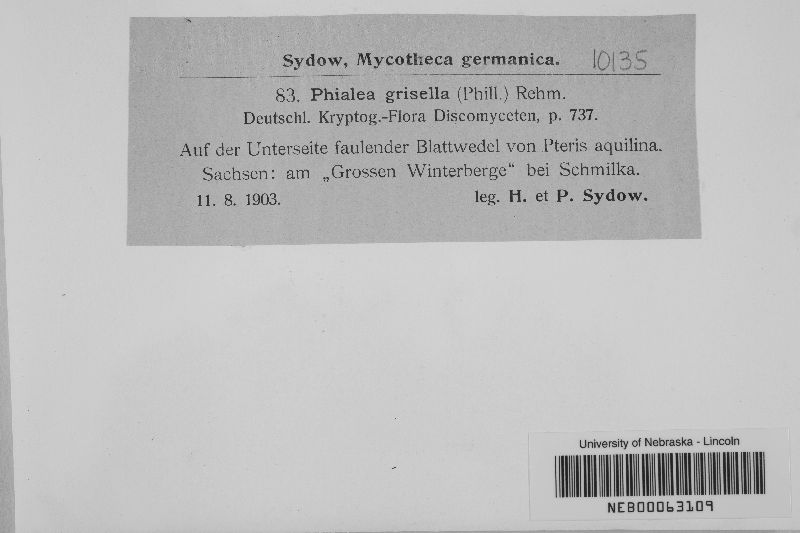 Sydow, Mycotheca germanica. 10135
83. Phialea grisella (Phill.) Rehm.
Deutschl. Kryptog.-Flora Discomyceten, p. 737.
Auf der Unterseite faulender Blattwedel von Pteris aquilina.
Sachsen: am „Grossen Winterberge“ bei Schmilka.
11. 8. 1903. leg. H. et P. Sydow.
University of Nebraska - Lincoln
NEB00063109